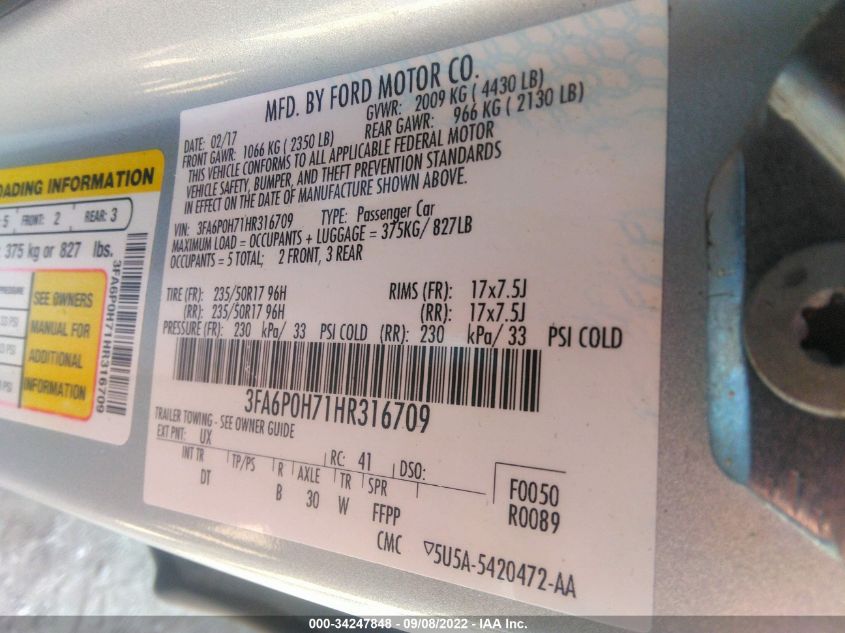 MFD. BY FORD MOTOR CO.
DATE: 02/17 GVWR: 2009 KG ( 4430 LB)
FRONT GAWR: 1066 KG ( 2350 LB) REAR GAWR: 966 KG ( 2130 LB)
THIS VEHICLE CONFORMS TO ALL APPLICABLE FEDERAL MOTOR
VEHICLE SAFETY, BUMPER, AND THEFT PREVENTION STANDARDS
IN EFFECT ON THE DATE OF MANUFACTURE SHOWN ABOVE.
VIN: 3FA6P0H71HR316709 TYPE: Passenger Car
MAXIMUM LOAD = OCCUPANTS + LUGGAGE = 375KG/ 827LB
OCCUPANTS = 5 TOTAL; 2 FRONT, 3 REAR
TIRE (FR): 235/50R17 96H RIMS (FR): 17x7.5J
(RR): 235/50R17 96H (RR): 17x7.5J
PRESSURE (FR): 230 kPa/ 33 PSI COLD (RR): 230 kPa/ 33 PSI COLD
3FA6P0H71HR316709
TRAILER TOWING - SEE OWNER GUIDE
EXT PNT: UX RC: 41 DSO:
INT TR TP/PS R AXLE TR SPR F0050
DT B 30 W FFPP R0089
CMC ▽5U5A-5420472-AA
LOADING INFORMATION
5 FRONT: 2 REAR: 3
375 kg or 827 lbs.
PRESSURE
SEE OWNERS
MANUAL FOR
ADDITIONAL
INFORMATION
33 PSI
3FA6P0H71HR316709
000-34247848 - 09/08/2022 - IAA Inc.